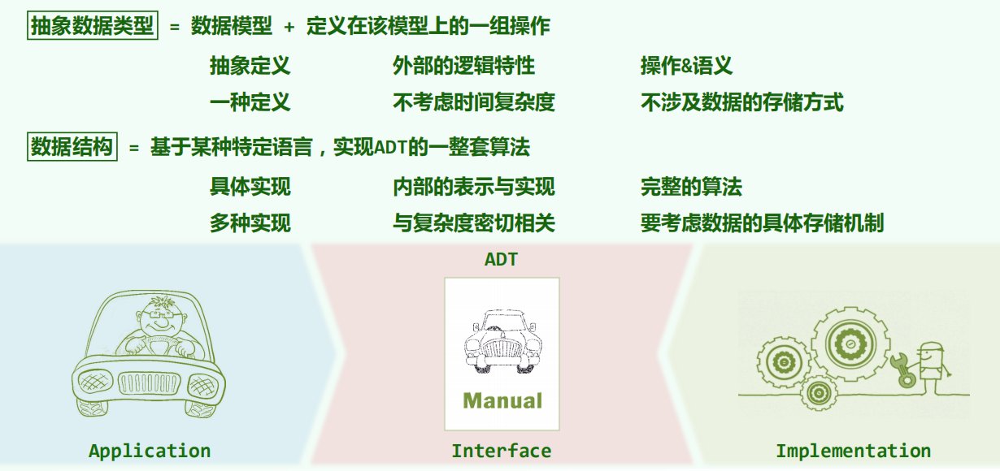 抽象数据类型 = 数据模型 + 定义在该模型上的一组操作
抽象定义 外部的逻辑特性 操作&语义
一种定义 不考虑时间复杂度 不涉及数据的存储方式
数据结构 = 基于某种特定语言，实现ADT的一整套算法
具体实现 内部的表示与实现 完整的算法
多种实现 与复杂度密切相关 要考虑数据的具体存储机制
ADT
Manual
Application Interface Implementation